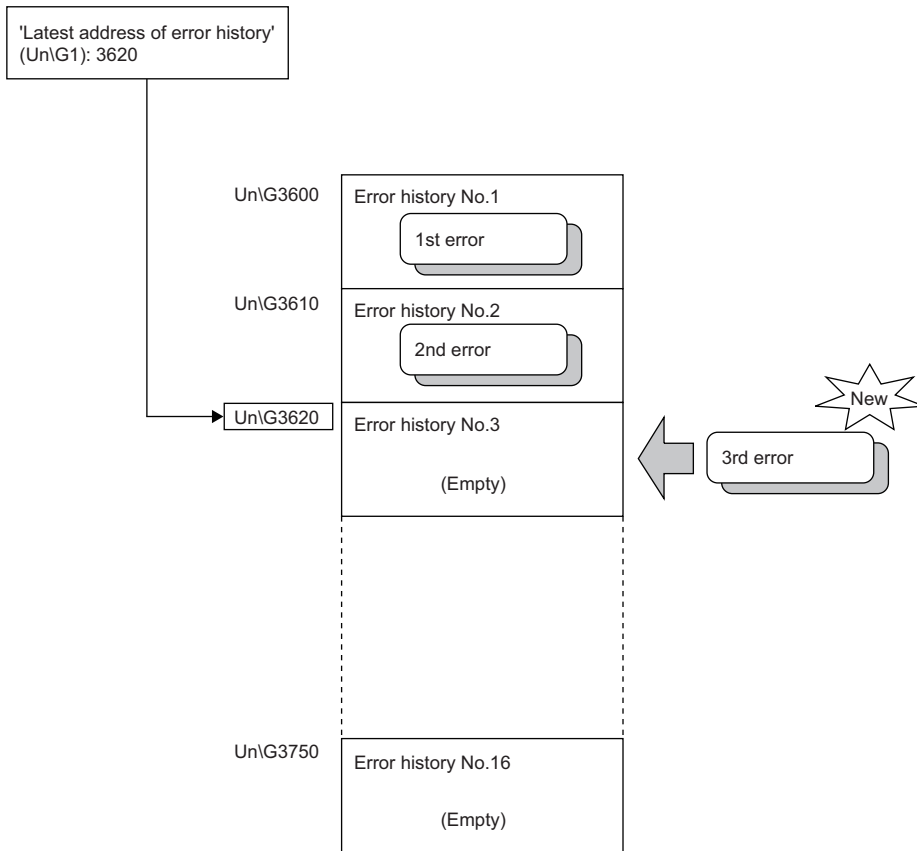 'Latest address of error history'
(Un\G1): 3620
Un\G3600
Error history No.1
1st error
Un\G3610
Error history No.2
2nd error
Un\G3620
Error history No.3
(Empty)
New
3rd error
Un\G3750
Error history No.16
(Empty)